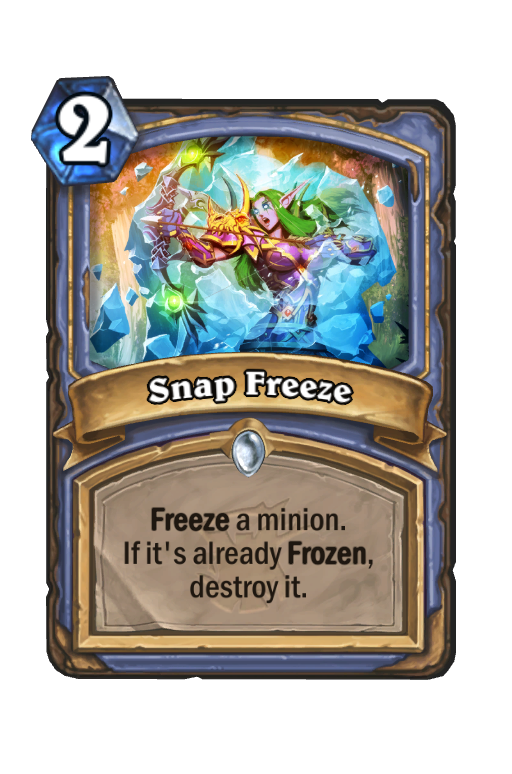 2
Snap Freeze
Freeze a minion.
If it's already Frozen,
destroy it.